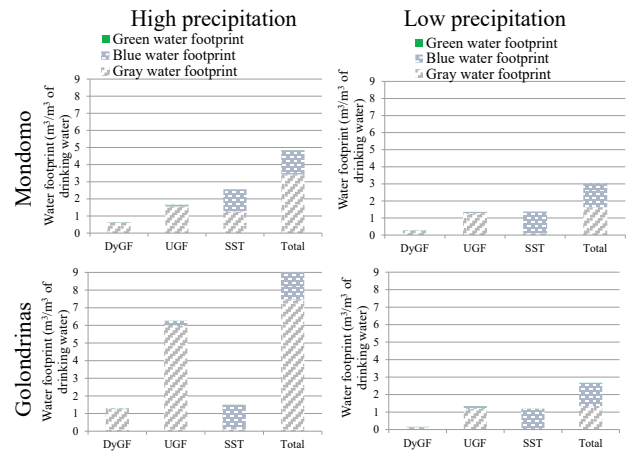 High precipitation
Low precipitation
Green water footprint
Blue water footprint
Gray water footprint
Green water footprint
Blue water footprint
Gray water footprint
Mondomo
Water footprint (m³/m³ of
drinking water)
9
8
7
6
5
4
3
2
1
0
DyGF UGF SST Total
Water footprint (m³/m³ of
drinking water)
9
8
7
6
5
4
3
2
1
0
DyGF UGF SST Total
Golondrinas
Water footprint (m³/m³ of
drinking water)
9
8
7
6
5
4
3
2
1
0
DyGF UGF SST Total
Water footprint (m³/m³ of
drinking water)
9
8
7
6
5
4
3
2
1
0
DyGF UGF SST Total